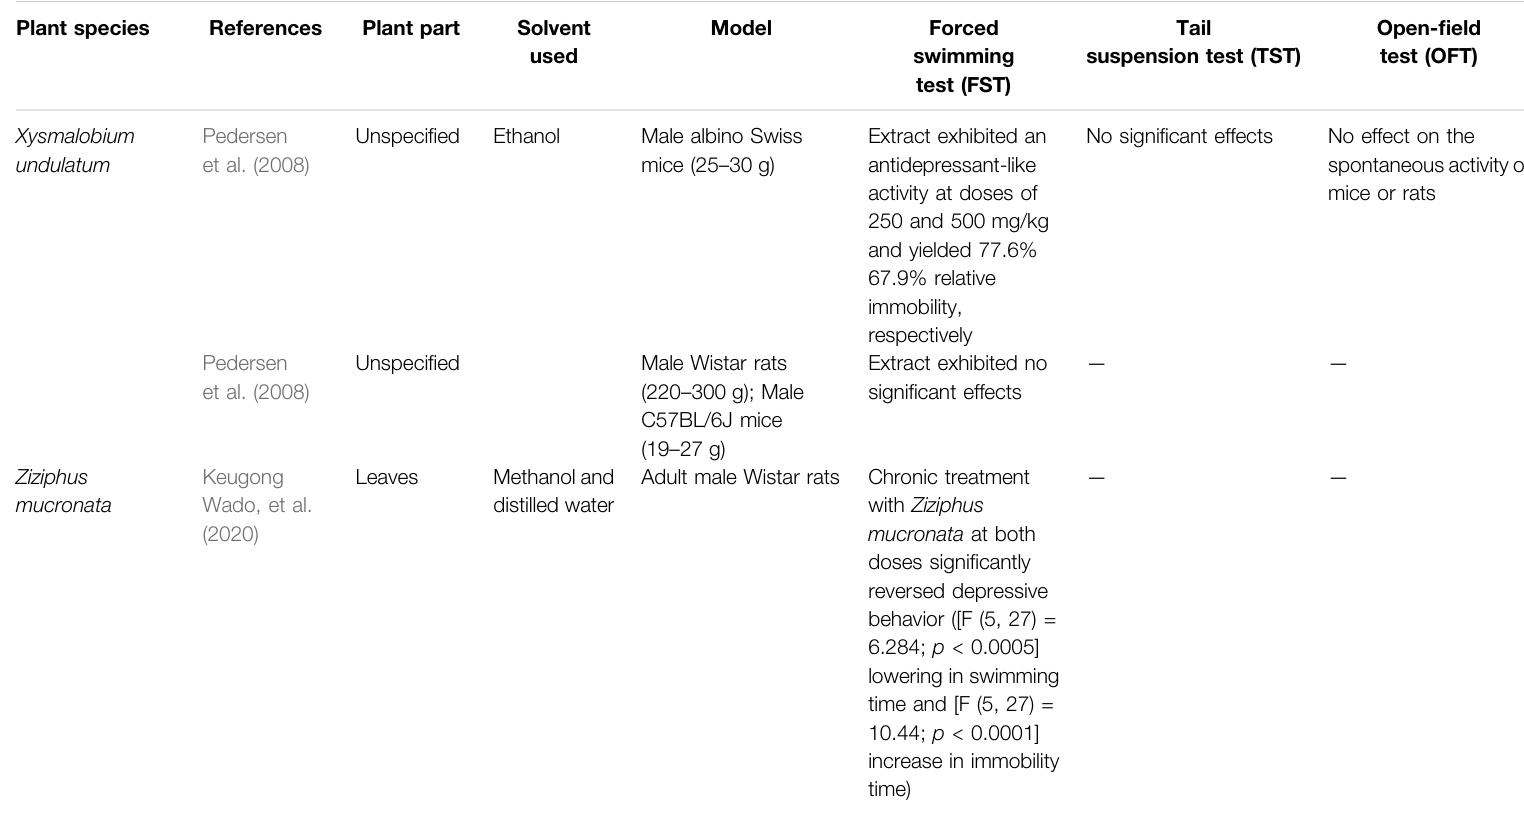 Plant species
References
Plant part
Solvent
used
Model
Forced
swimming
test (FST)
Tail
suspension test (TST)
Open-field
test (OFT)
Xysmalobium
undulatum
Pedersen
et al. (2008)
Unspecified
Ethanol
Male albino Swiss
mice (25–30 g)
Extract exhibited an
antidepressant-like
activity at doses of
250 and 500 mg/kg
and yielded 77.6%
67.9% relative
immobility,
respectively
No significant effects
No effect on the
spontaneous activity o
mice or rats
Pedersen
et al. (2008)
Unspecified
Male Wistar rats
(220–300 g); Male
C57BL/6J mice
(19–27 g)
Extract exhibited no
significant effects
—
—
Ziziphus
mucronata
Keugong
Wado, et al.
(2020)
Leaves
Methanol and
distilled water
Adult male Wistar rats
Chronic treatment
with Ziziphus
mucronata at both
doses significantly
reversed depressive
behavior ([F (5, 27) =
6.284; p < 0.0005]
lowering in swimming
time and [F (5, 27) =
10.44; p < 0.0001]
increase in immobility
time)
—
—